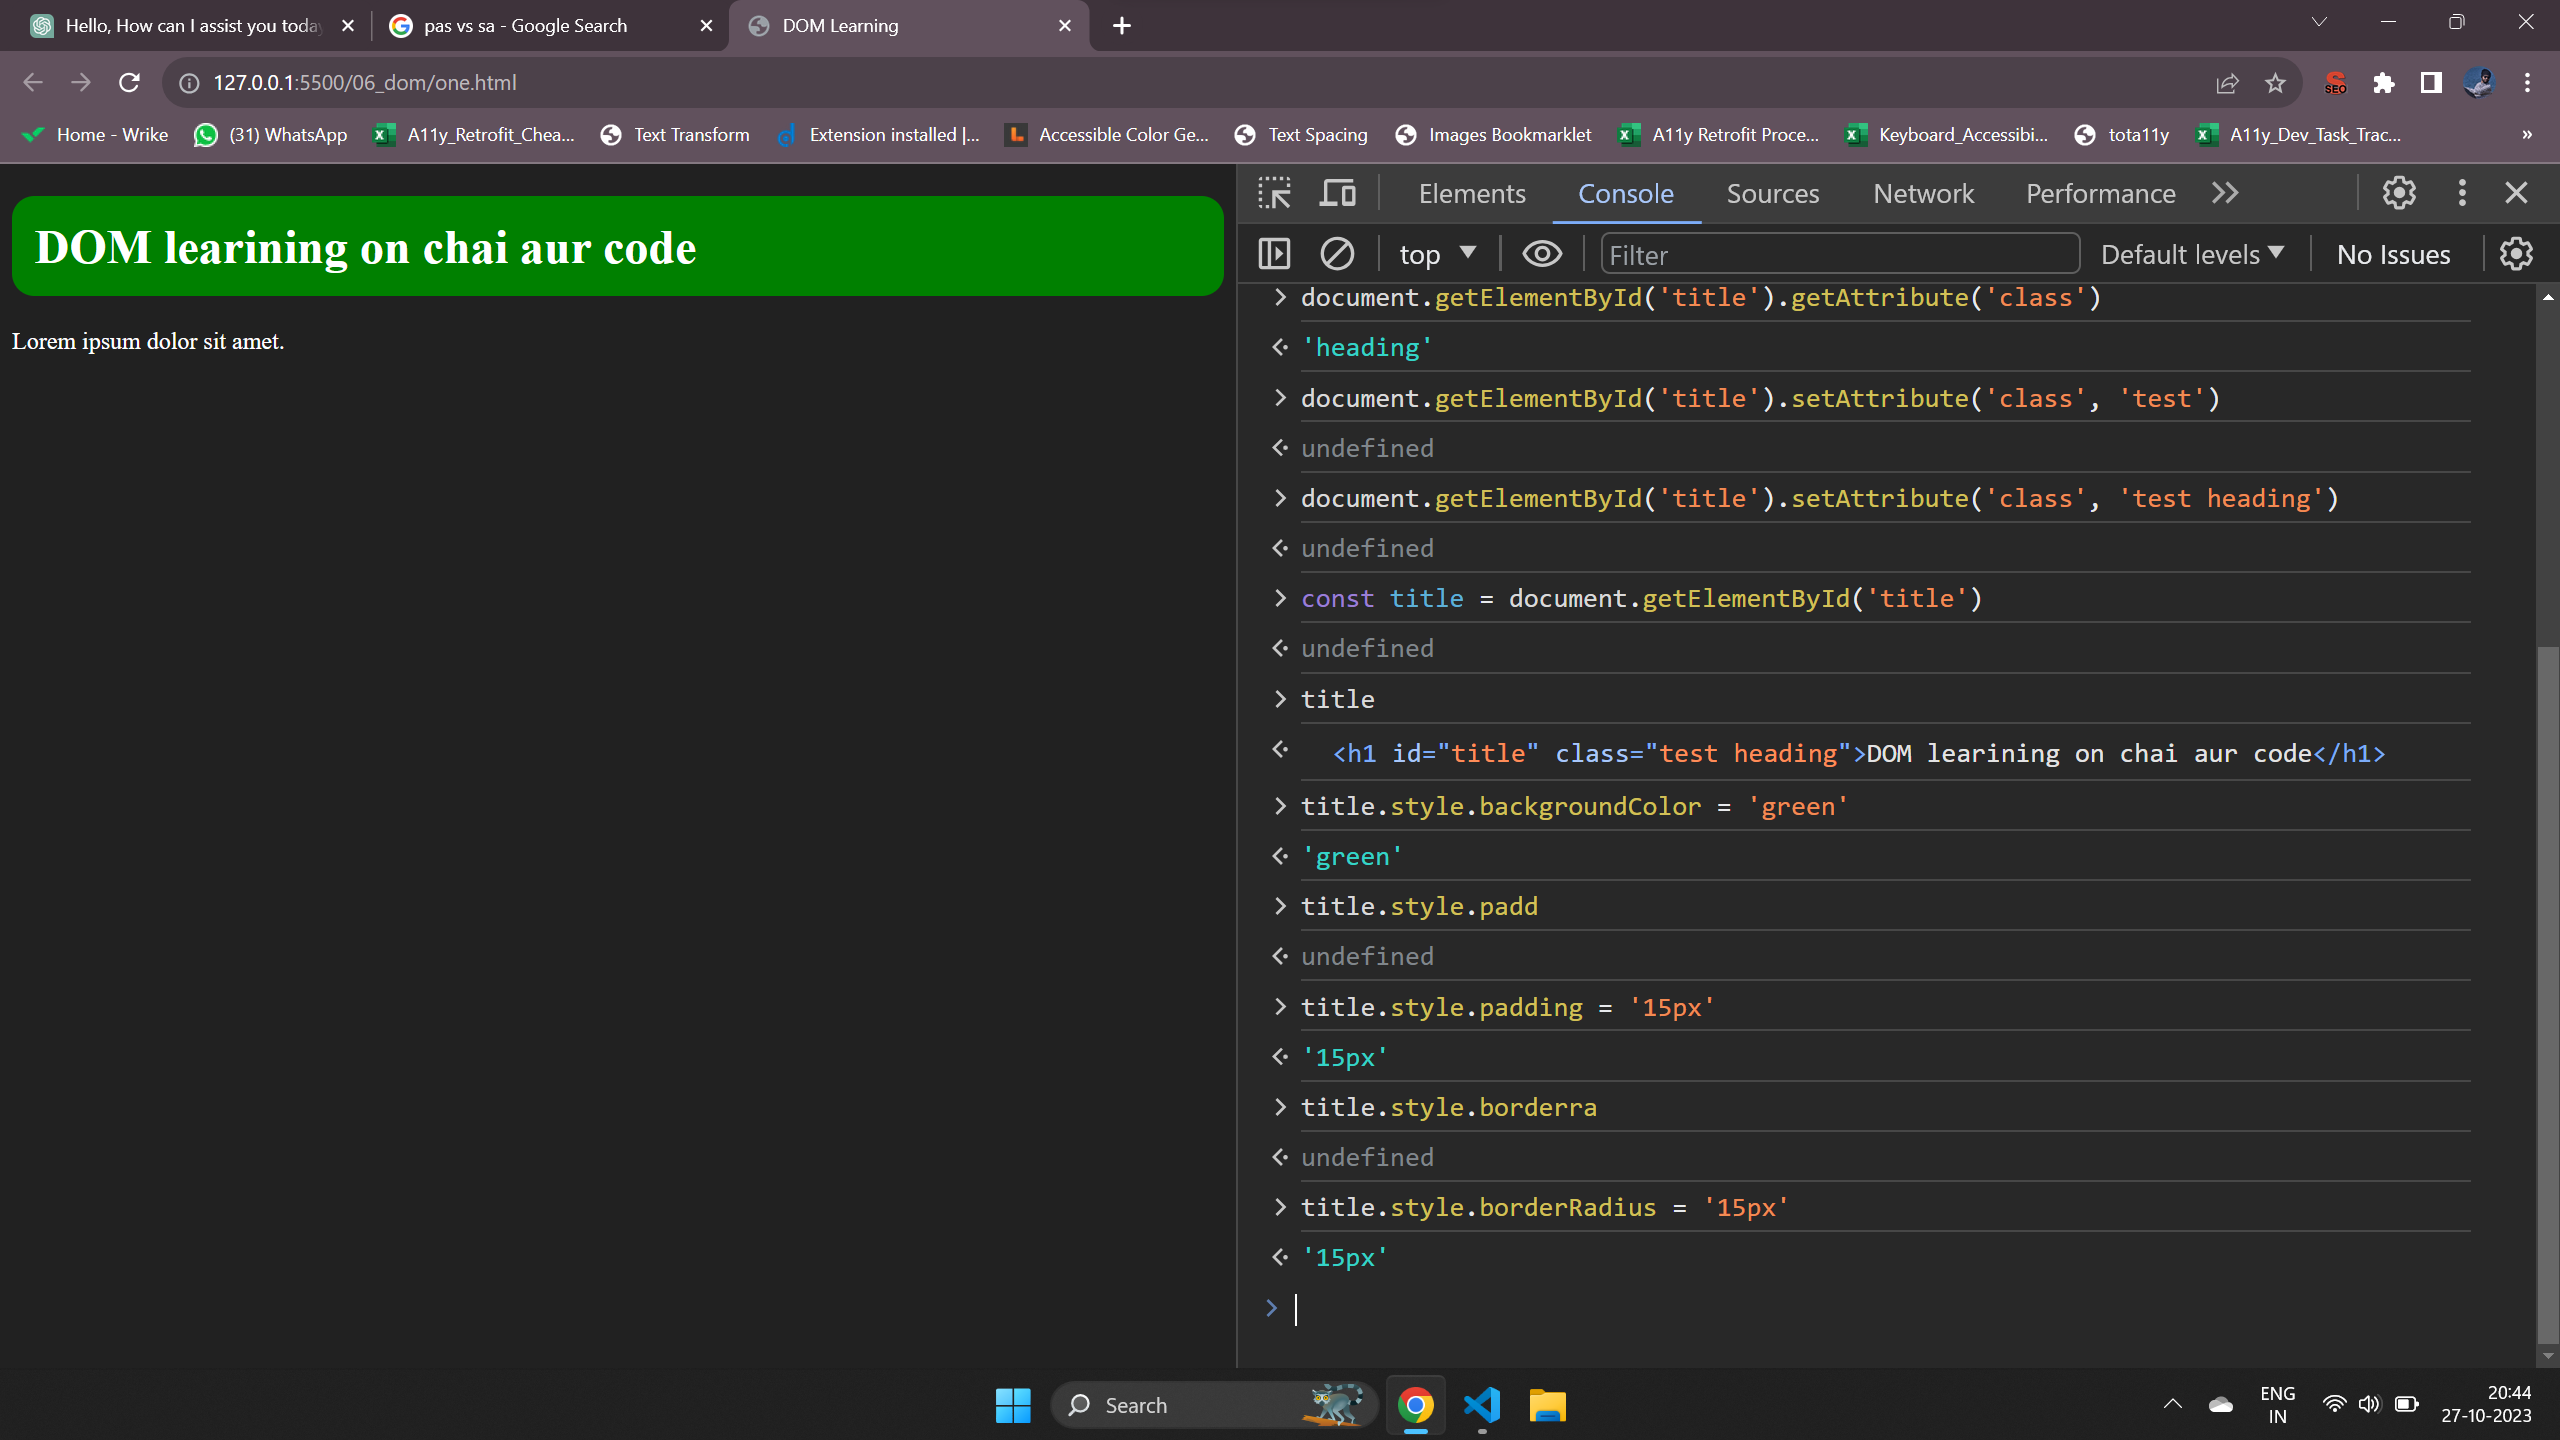 Hello, How can I assist you today
pas vs sa - Google Search
DOM Learning
127.0.0.1:5500/06_dom/one.html
SEO
Home - Wrike
(31) WhatsApp
A11y_Retrofit_Chea...
Text Transform
Extension installed |...
Accessible Color Ge...
Text Spacing
Images Bookmarklet
A11y Retrofit Proce...
Keyboard_Accessibi...
tota11y
A11y_Dev_Task_Trac...
»
DOM learining on chai aur code
Lorem ipsum dolor sit amet.
Elements
Console
Sources
Network
Performance
top
Filter
Default levels
No Issues
document.getElementById('title').getAttribute('class')
'heading'
document.getElementById('title').setAttribute('class', 'test')
undefined
document.getElementById('title').setAttribute('class', 'test heading')
undefined
const title = document.getElementById('title')
undefined
title
<h1 id="title" class="test heading">DOM learining on chai aur code</h1>
title.style.backgroundColor = 'green'
'green'
title.style.padd
undefined
title.style.padding = '15px'
'15px'
title.style.borderra
undefined
title.style.borderRadius = '15px'
'15px'
Search
ENG
IN
20:44
27-10-2023